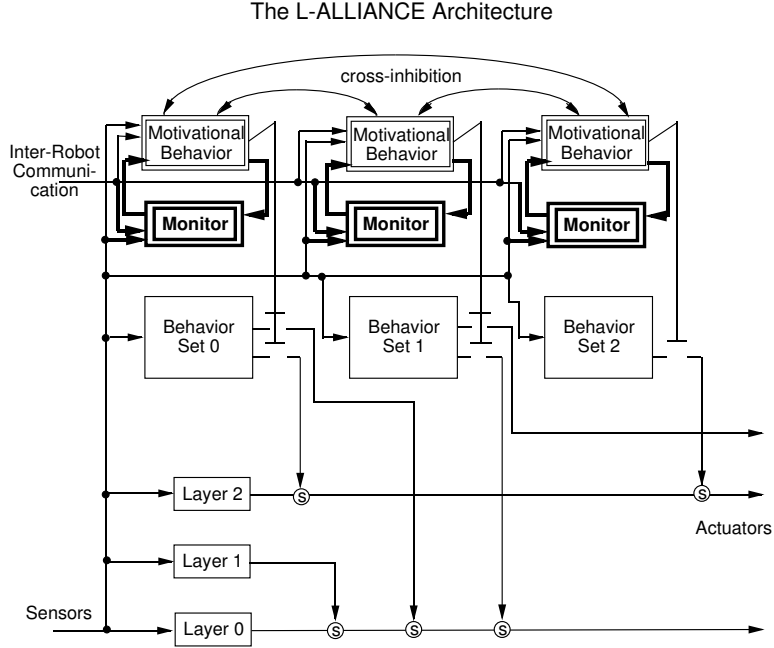 The L-ALLIANCE Architecture
cross-inhibition
Motivational
Behavior
Motivational
Behavior
Motivational
Behavior
Inter-Robot
Communi-
cation
Monitor
Monitor
Monitor
Behavior
Set 0
Behavior
Set 1
Behavior
Set 2
Layer 2
S
S
Actuators
Layer 1
Sensors
Layer 0
S
S
S